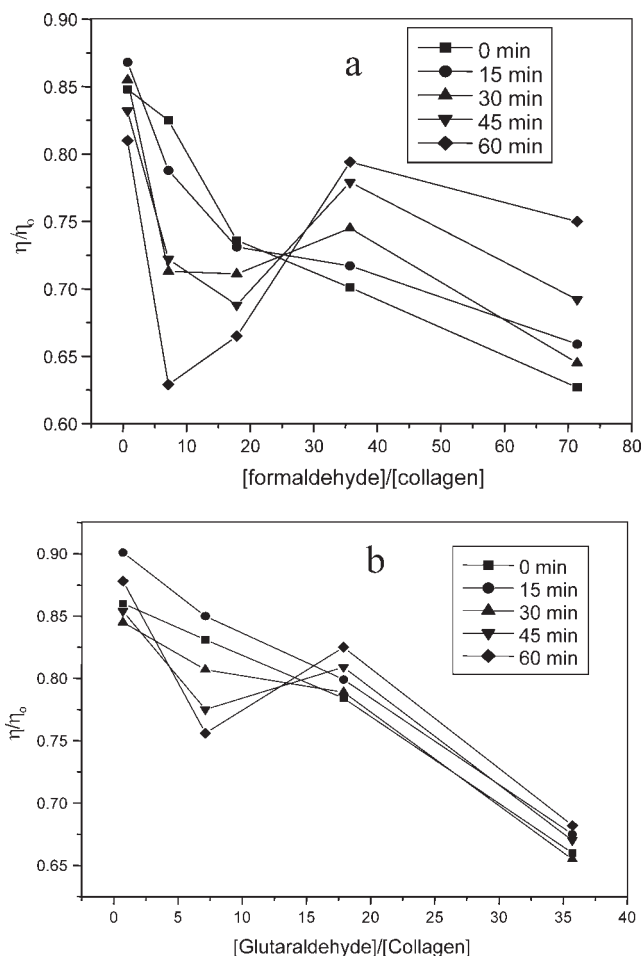 a
0 min
15 min
30 min
45 min
60 min
0.90
0.85
0.80
0.75
0.70
0.65
0.60
η/ηo
0 10 20 30 40 50 60 70 80
[formaldehyde]/[collagen]
b
0 min
15 min
30 min
45 min
60 min
0.90
0.85
0.80
0.75
0.70
0.65
η/ηo
0 5 10 15 20 25 30 35 40
[Glutaraldehyde]/[Collagen]